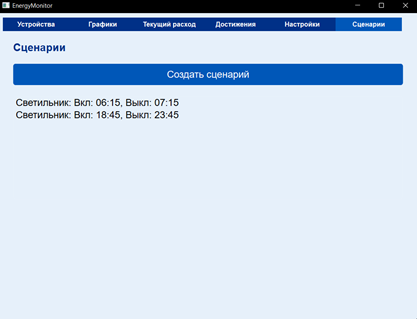 EnergyMonitor
Устройства Графики Текущий расход Достижения Настройки Сценарии
Сценарии
Создать сценарий
Светильник: Вкл: 06:15, Выкл: 07:15
Светильник: Вкл: 18:45, Выкл: 23:45